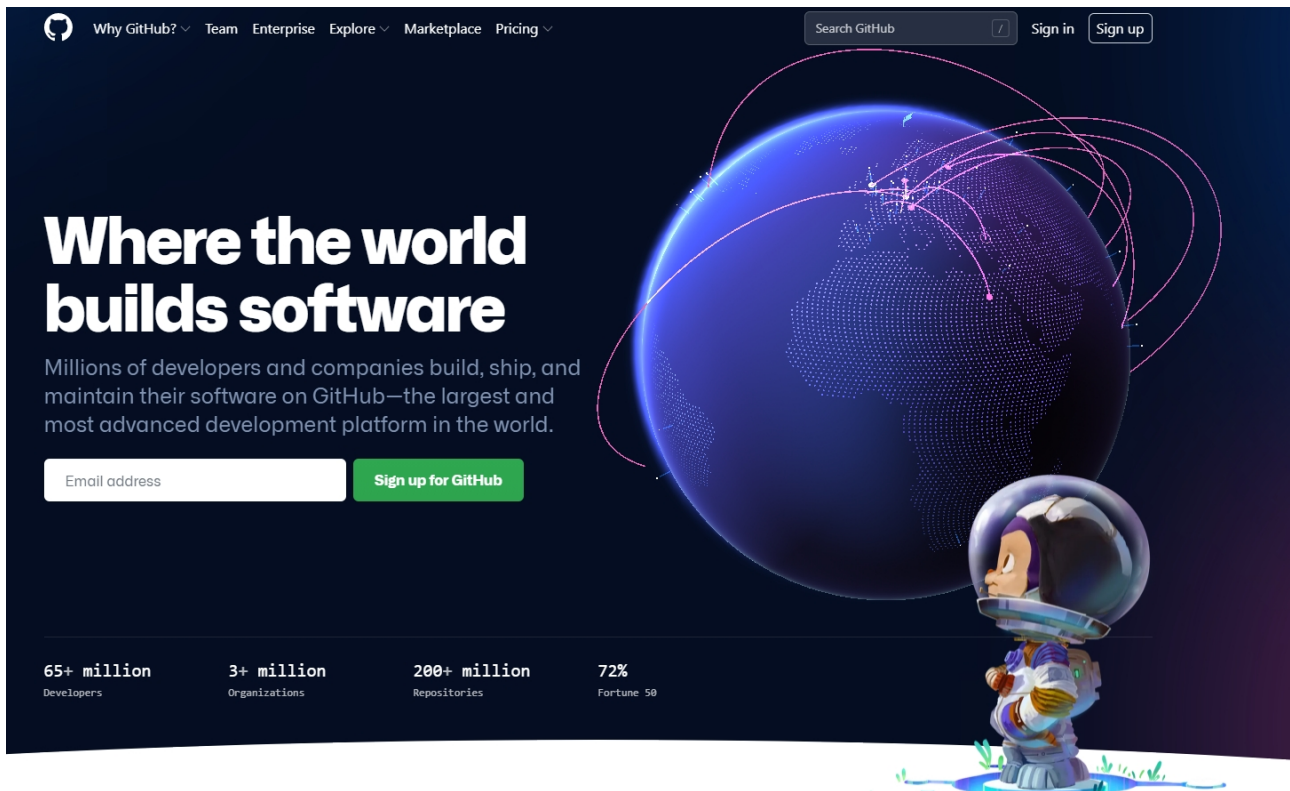 Why GitHub? Team Enterprise Explore Marketplace Pricing Search GitHub / Sign in Sign up
Where the world
builds software
Millions of developers and companies build, ship, and
maintain their software on GitHub—the largest and
most advanced development platform in the world.
Email address Sign up for GitHub
65+ million 3+ million 200+ million 72%
Developers Organizations Repositories Fortune 50